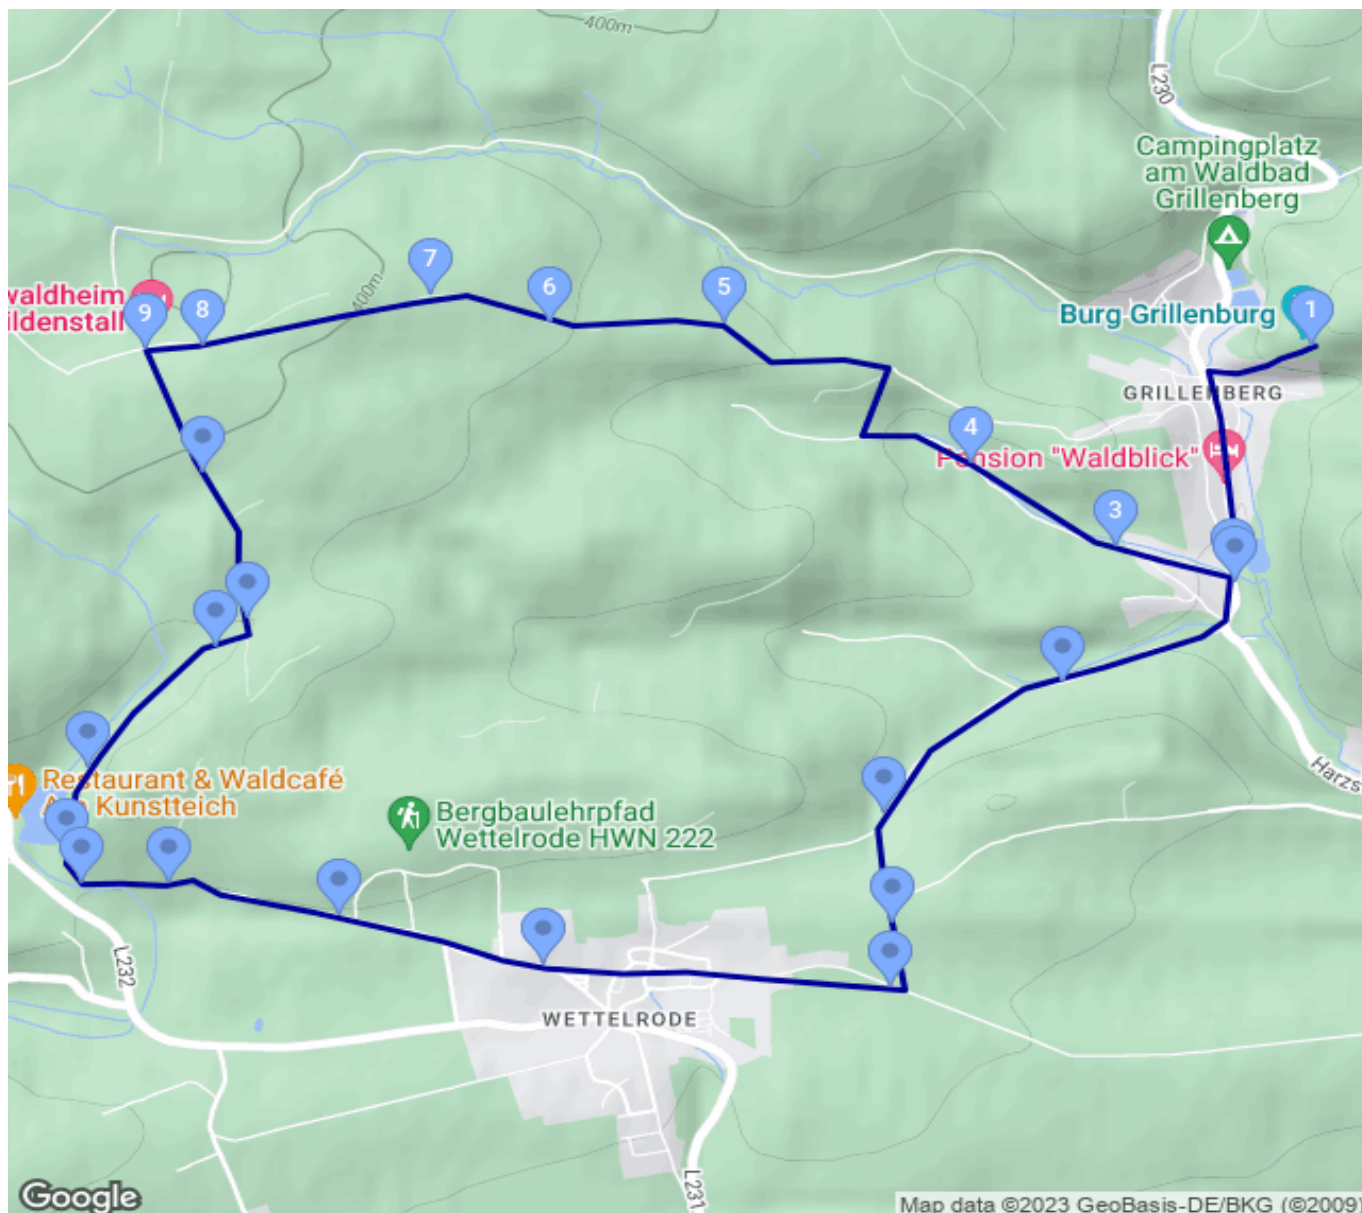 400m
L230
Campingplatz
am Waldbad
Grillenberg
7
6
5
1
waldheim
ildenstall
9
8
400m
Burg Grillenburg
GRILLENBERG
4
Pension "Waldblick"
3
Restaurant & Waldcafé
Am Kunstteich
Bergbaulehrpfad
Wettelrode HWN 222
Harzs
L232
WETTELRODE
L231
Google
Map data ©2023 GeoBasis-DE/BKG (©2009)